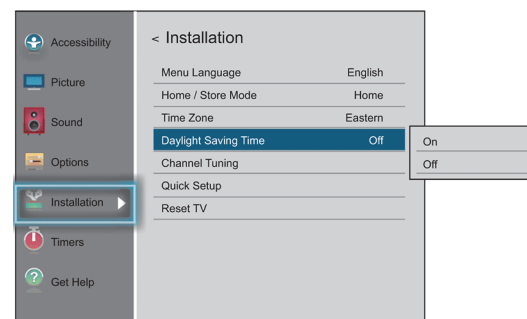 Accessibility
Picture
Sound
Options
Installation
Timers
Get Help
< Installation
Menu Language English
Home / Store Mode Home
Time Zone Eastern
Daylight Saving Time Off
Channel Tuning
Quick Setup
Reset TV
On
Off